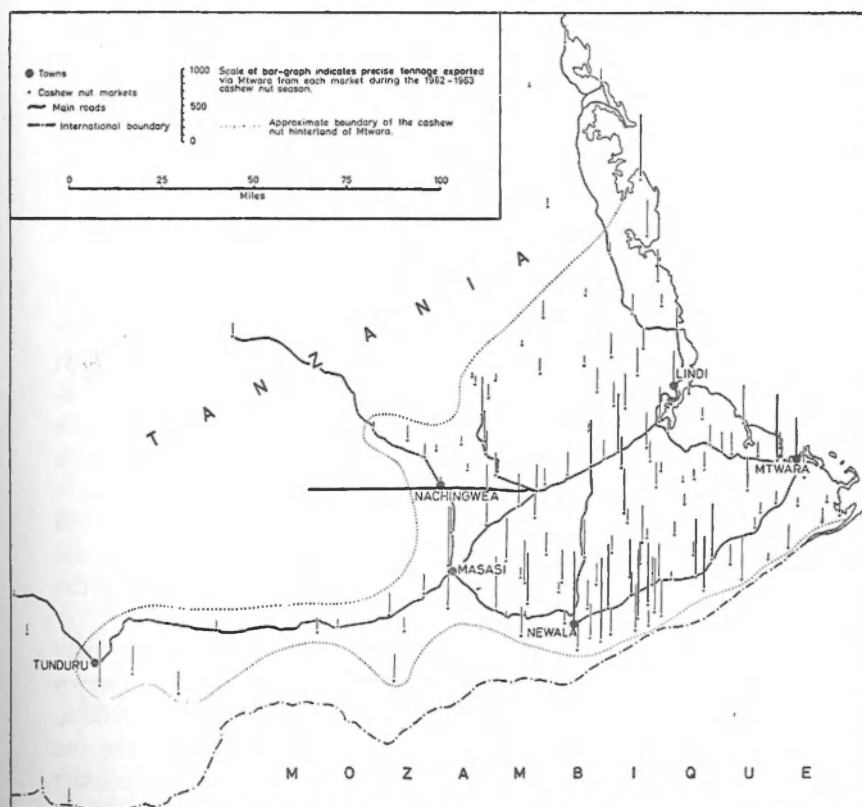 Towns
Cashew nut markets
Main roads
International boundary
1000
500
0
Scale of bar-graph indicates precise tonnage exported
via Mtwara from each market during the 1962-1963
cashew nut season.
Approximate boundary of the cashew
nut hinterland of Mtwara.
0 25 50 75 100
Miles
TANZANIA
LINDI
MTWARA
NACHINGWEA
MASASI
NEWALA
TUNDURU
MOZAMBIQUE